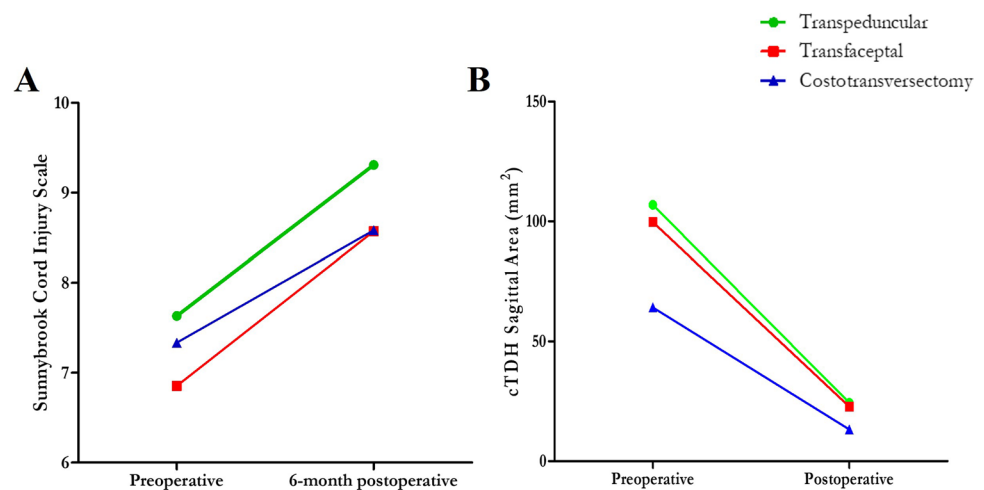 Transpeduncular
Transfaceptal
Costotransversectomy
A
B
Sunnybrook Cord Injury Scale
10
9
8
7
6
Preoperative
6-month postoperative
cTDH Sagittal Area (mm²)
150
100
50
0
Preoperative
Postoperative